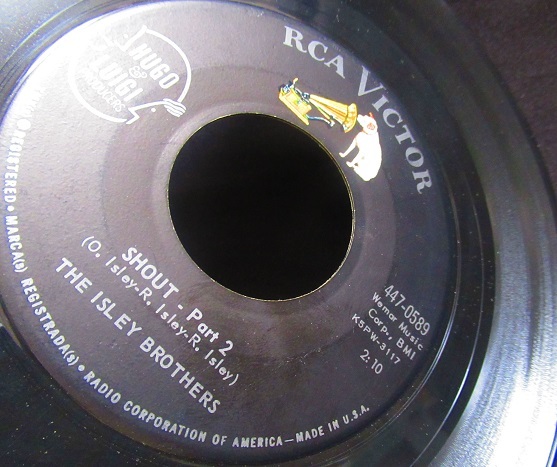 RCA VICTOR
HUGO
&
LUIGI
PRODUCERS
447-0589
Wemar Music
Corp., BMI
K5PW-3117
2:10
SHOUT - Part 2
(O. Isley-R. Isley-R. Isley)
THE ISLEY BROTHERS
REGISTERED • MARCA(s) REGISTRADA(s) • RADIO CORPORATION OF AMERICA—MADE IN U.S.A.